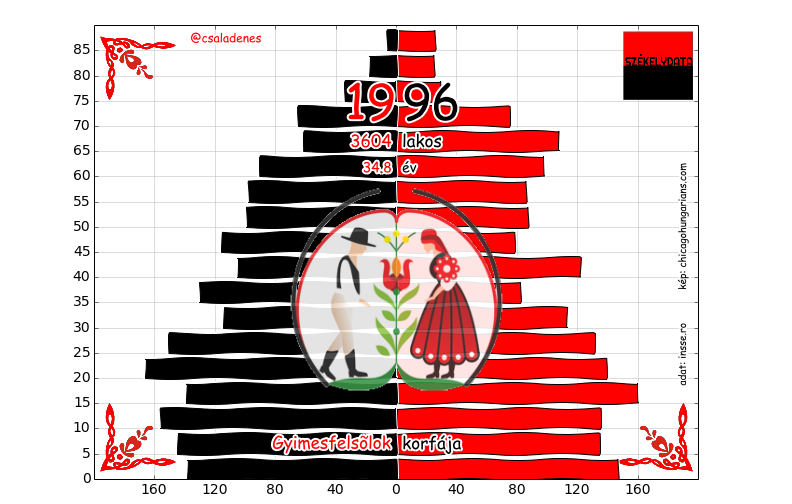 @csaladenes
SZÉKELYDATA
1996
3604 lakos
34.8 év
kép: chicagohungarians.com
adat: insse.ro
Gyimesfelsőlok korfája
85
80
75
70
65
60
55
50
45
40
35
30
25
20
15
10
5
0
160 120 80 40 0 40 80 120 160